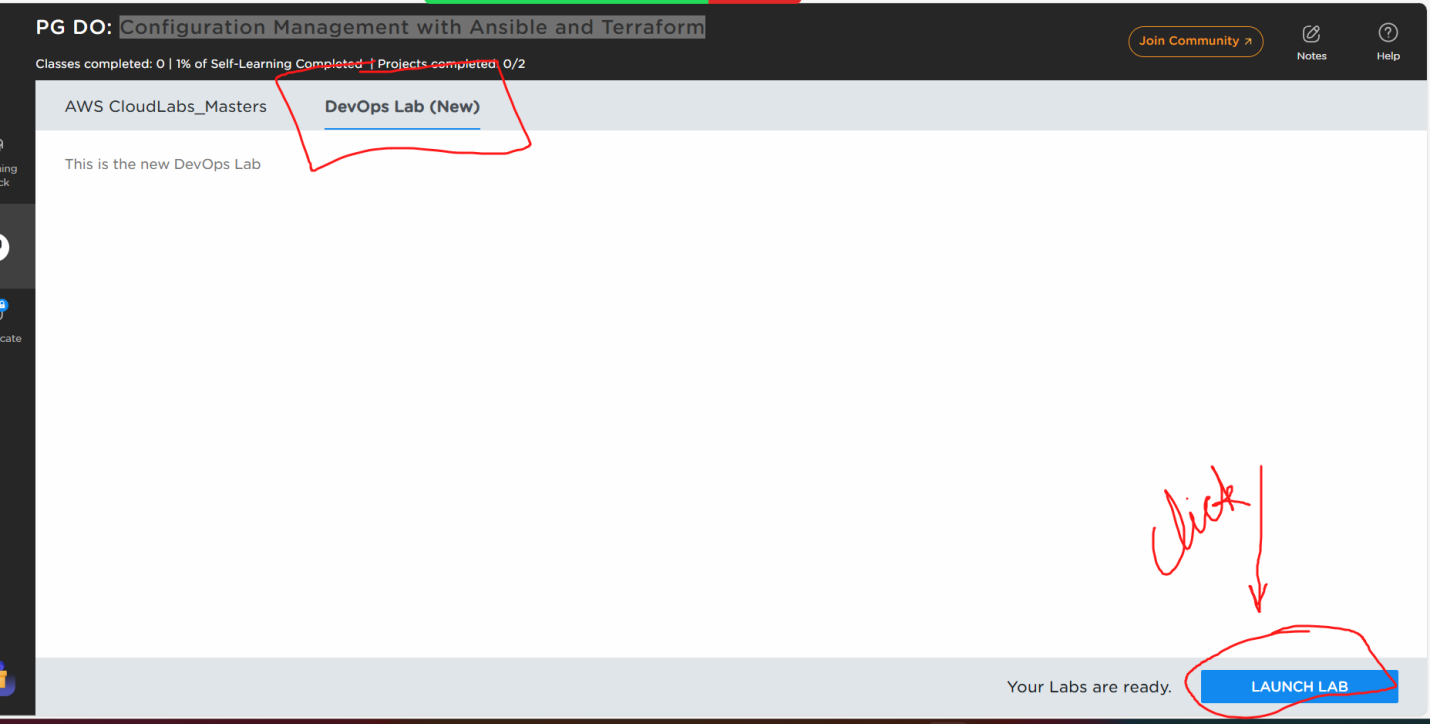 PG DO: Configuration Management with Ansible and Terraform
Join Community ↗
Notes
Help
Classes completed: 0 | 1% of Self-Learning Completed | Projects completed: 0/2
AWS CloudLabs_Masters
DevOps Lab (New)
This is the new DevOps Lab
click
Your Labs are ready.
LAUNCH LAB